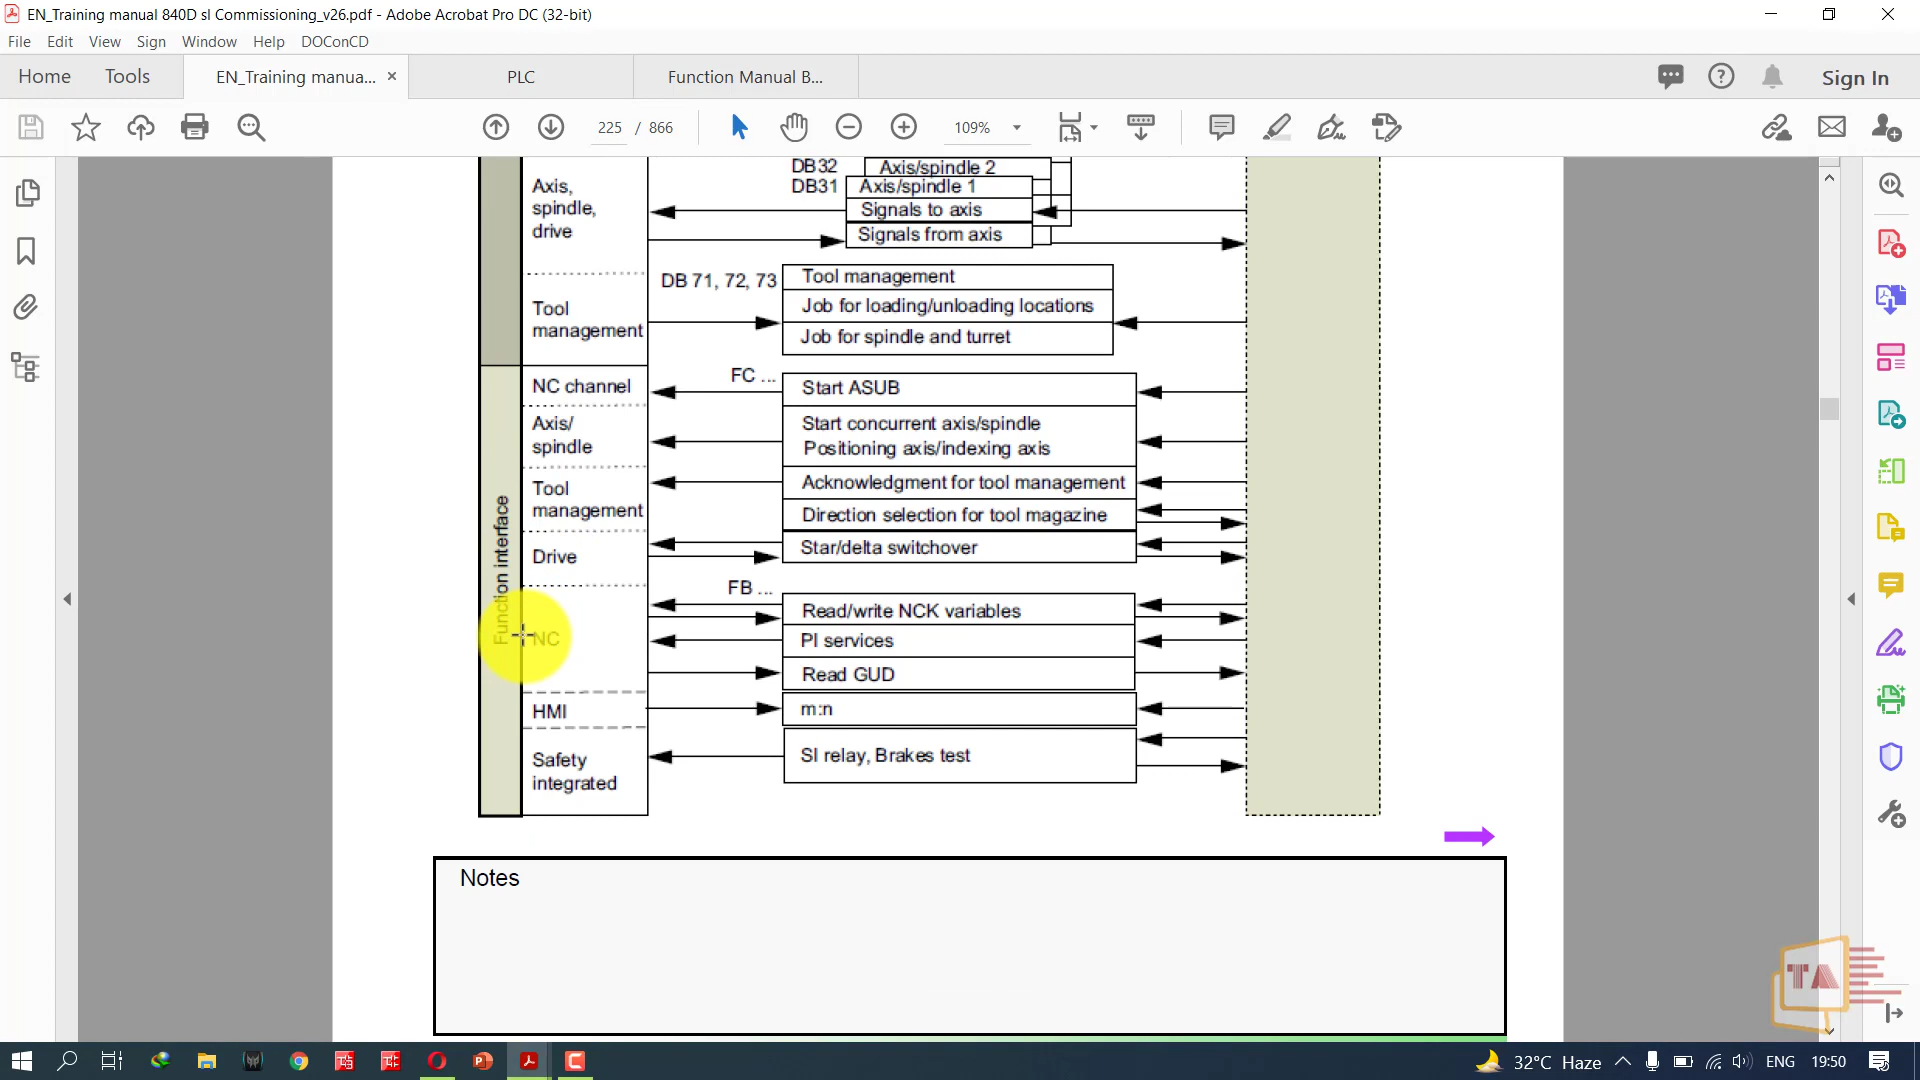 EN_Training manual 840D sl Commissioning_v26.pdf - Adobe Acrobat Pro DC (32-bit)
File Edit View Sign Window Help DOConCD
Home Tools EN_Training manua... × PLC Function Manual B... Sign In
225 / 866 109%
DB32 Axis/spindle 2
DB31 Axis/spindle 1
Signals to axis
Signals from axis
Axis,
spindle,
drive
DB 71, 72, 73 Tool management
Job for loading/unloading locations
Job for spindle and turret
Tool
management
Function interface
NC channel FC ... Start ASUB
Axis/
spindle
Start concurrent axis/spindle
Positioning axis/indexing axis
Tool
management
Acknowledgment for tool management
Direction selection for tool magazine
Drive Star/delta switchover
FB ...
NC
Read/write NCK variables
PI services
Read GUD
HMI m:n
Safety
integrated
SI relay, Brakes test
Notes
TA
32°C Haze ENG 19:50